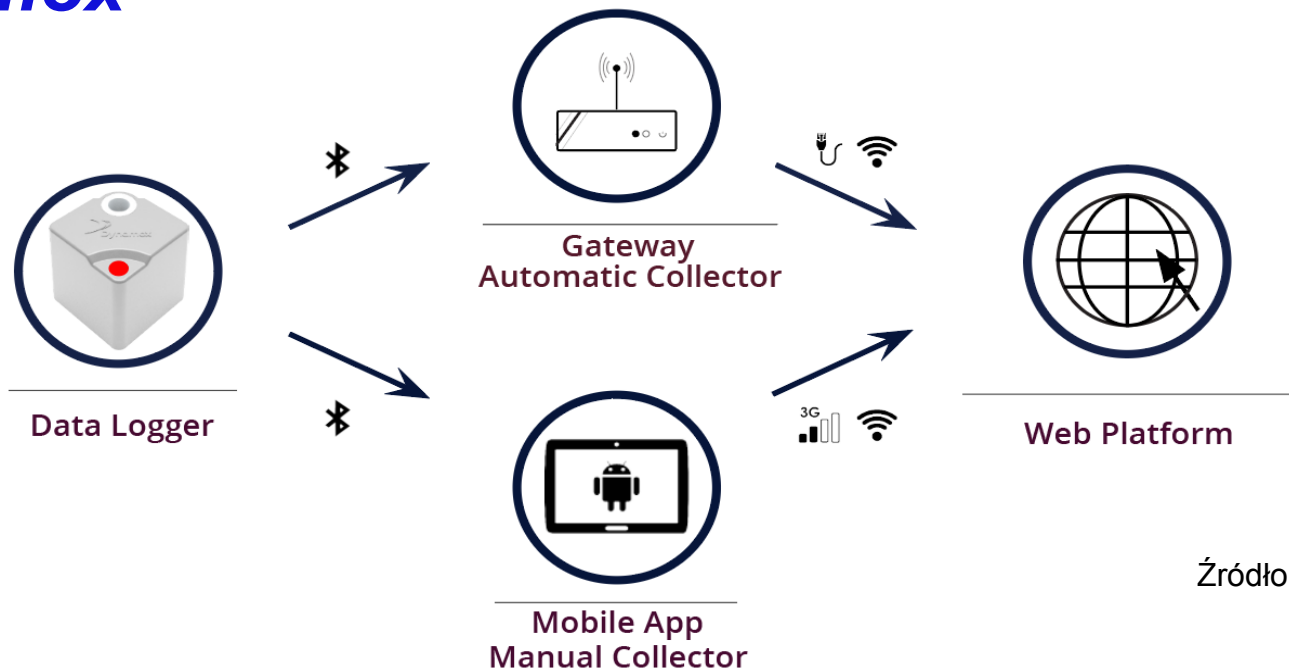 3G
Gateway
Automatic Collector
Data Logger
Web Platform
Mobile App
Manual Collector
Źródło